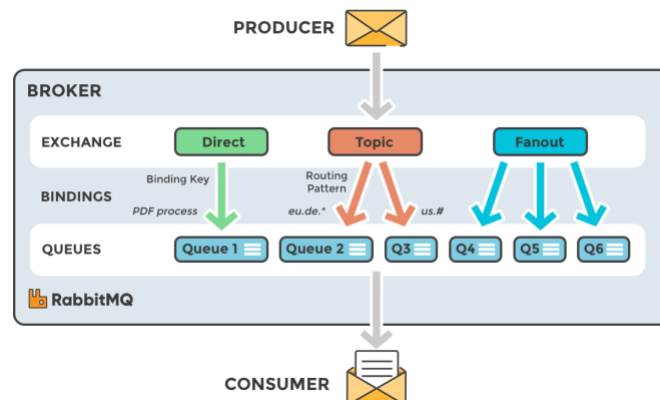 PRODUCER
BROKER
EXCHANGE
Direct
Topic
Fanout
Binding Key
Routing
Pattern
BINDINGS
PDF process
eu.de.*
us.#
QUEUES
Queue 1
Queue 2
Q3
Q4
Q5
Q6
RabbitMQ
CONSUMER